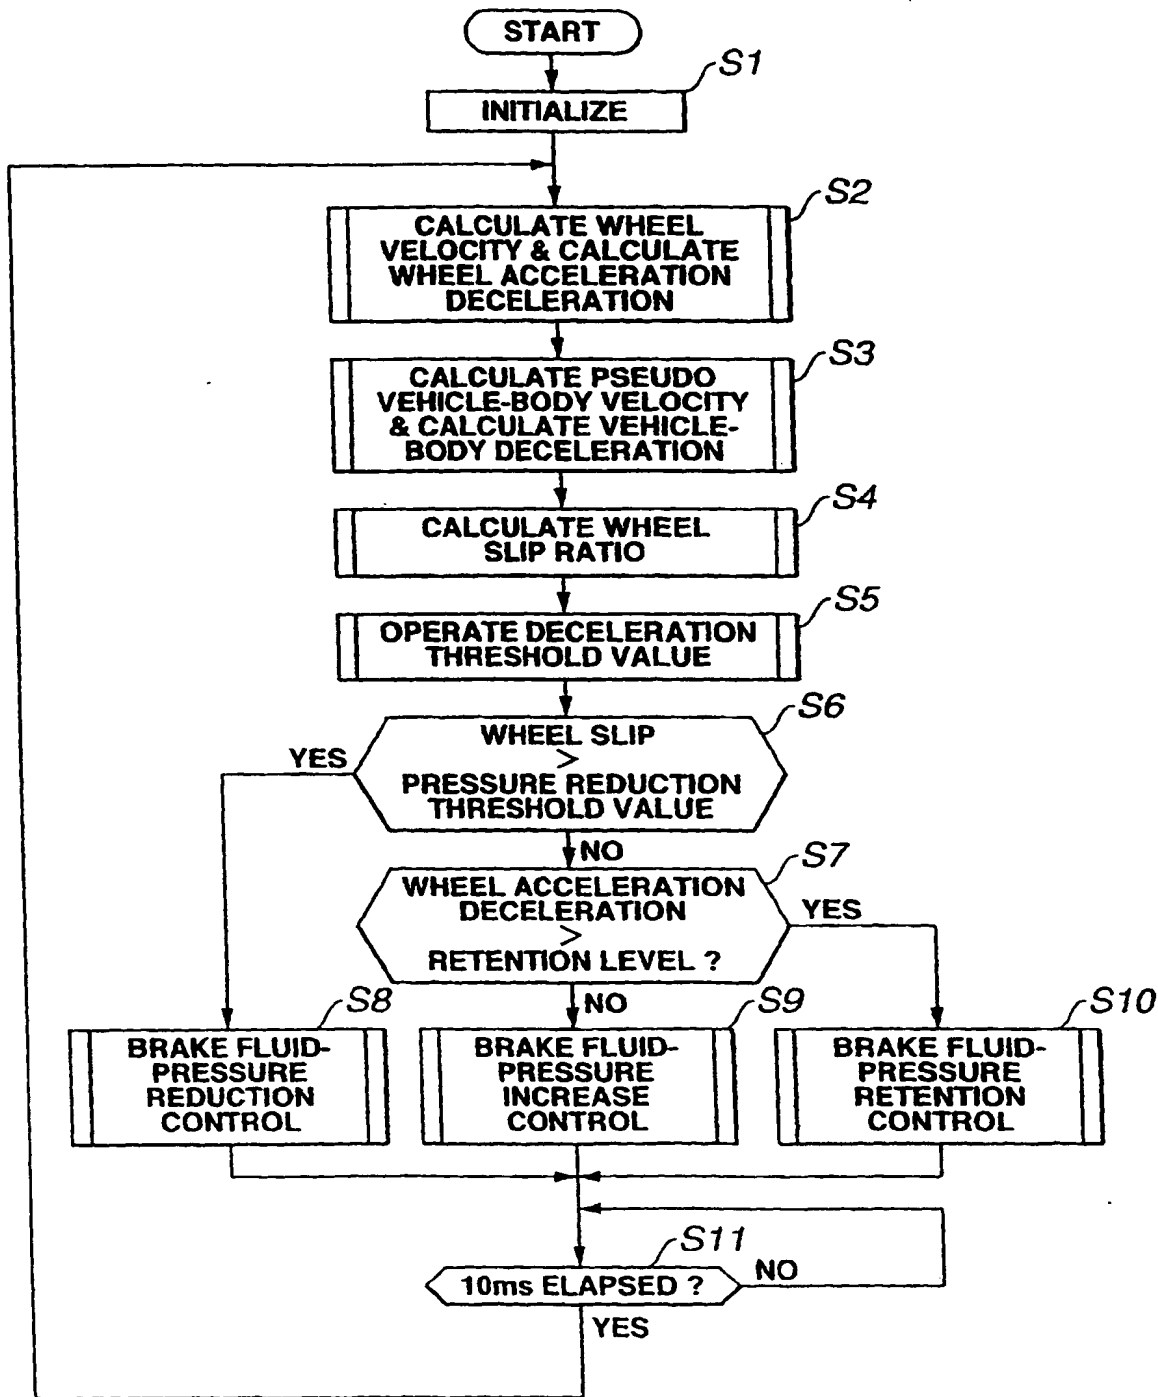 START
S1
INITIALIZE
S2
CALCULATE WHEEL
VELOCITY & CALCULATE
WHEEL ACCELERATION
DECELERATION
S3
CALCULATE PSEUDO
VEHICLE-BODY VELOCITY
& CALCULATE VEHICLE-
BODY DECELERATION
S4
CALCULATE WHEEL
SLIP RATIO
S5
OPERATE DECELERATION
THRESHOLD VALUE
S6
WHEEL SLIP
>
PRESSURE REDUCTION
THRESHOLD VALUE
YES
NO
S7
WHEEL ACCELERATION
DECELERATION
>
RETENTION LEVEL ?
YES
NO
S8
BRAKE FLUID-
PRESSURE
REDUCTION
CONTROL
S9
BRAKE FLUID-
PRESSURE
INCREASE
CONTROL
S10
BRAKE FLUID-
PRESSURE
RETENTION
CONTROL
S11
10ms ELAPSED ?
NO
YES